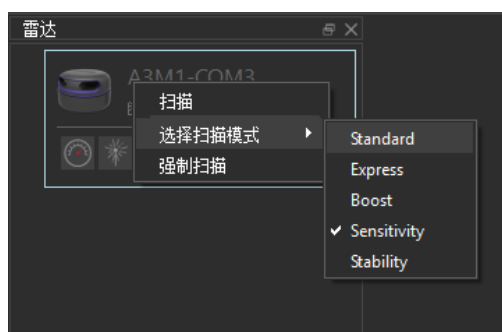 雷达
A3M1-COM3
扫描
选择扫描模式
强制扫描
Standard
Express
Boost
Sensitivity
Stability